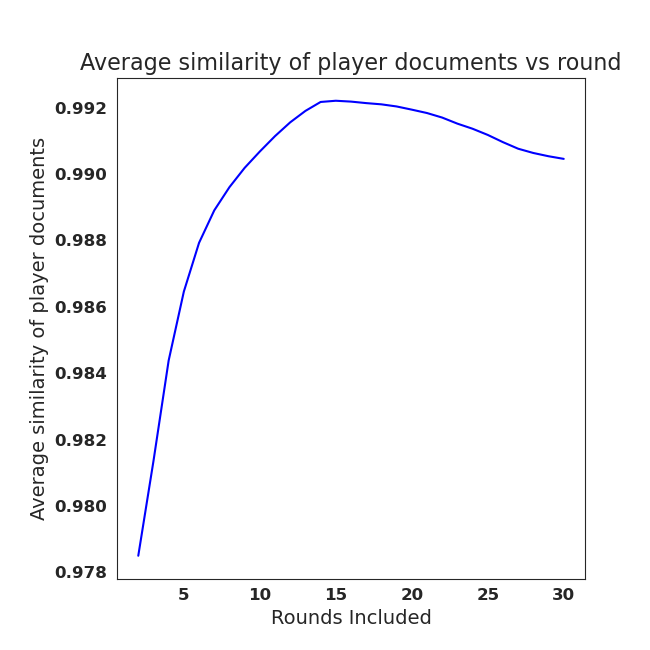 Average similarity of player documents vs round
Average similarity of player documents
0.992
0.990
0.988
0.986
0.984
0.982
0.980
0.978
5 10 15 20 25 30
Rounds Included